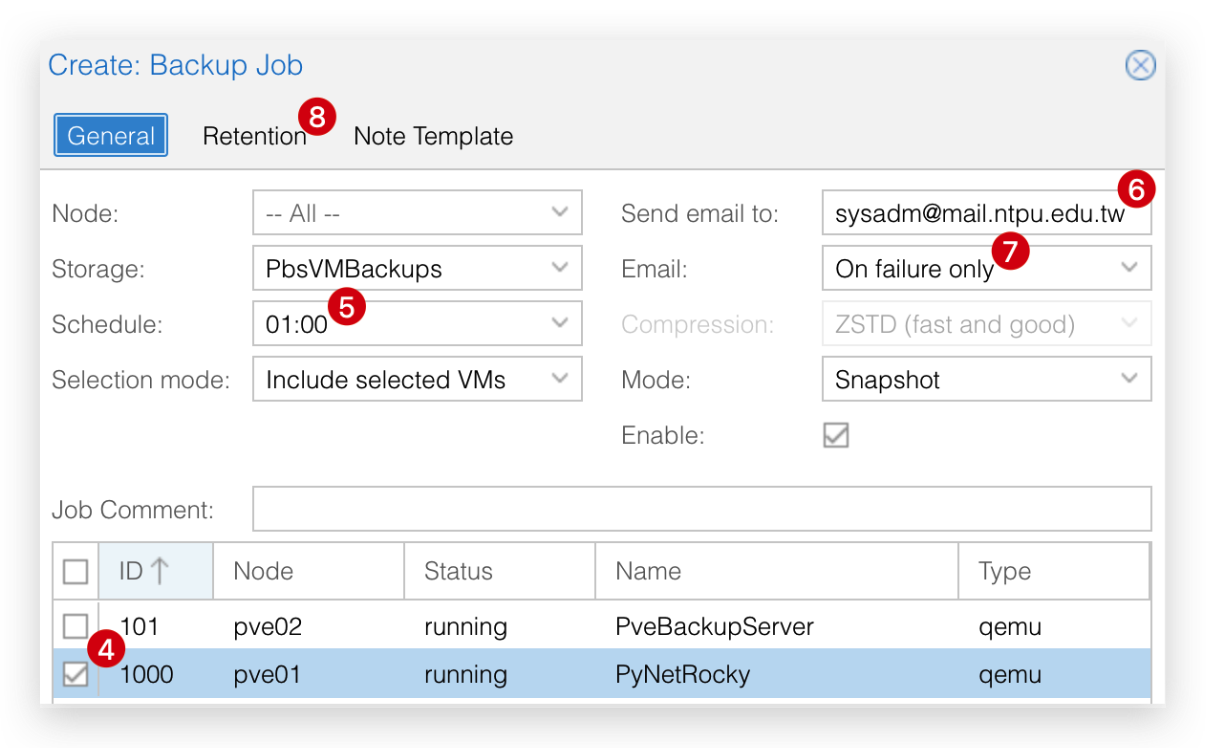 Create: Backup Job
General Retention 8 Note Template
Node: -- All -- Send email to: sysadm@mail.ntpu.edu.tw 6
Storage: PbsVMBackups Email: On failure only 7
Schedule: 01:00 5 Compression: ZSTD (fast and good)
Selection mode: Include selected VMs Mode: Snapshot
Enable:
Job Comment:
ID Node Status Name Type
101 pve02 running PveBackupServer qemu
4 1000 pve01 running PyNetRocky qemu